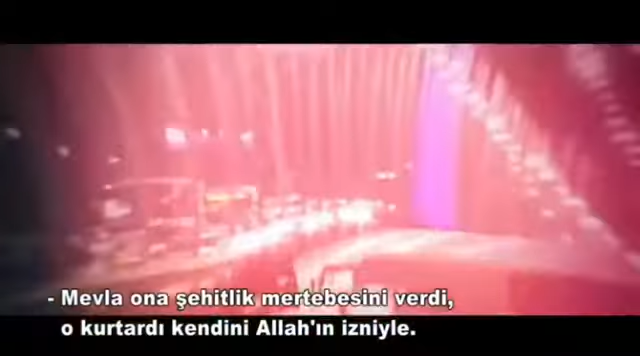 - Mevla ona şehitlik mertebesini verdi,
o kurtardı kendini Allah'ın izniyle.